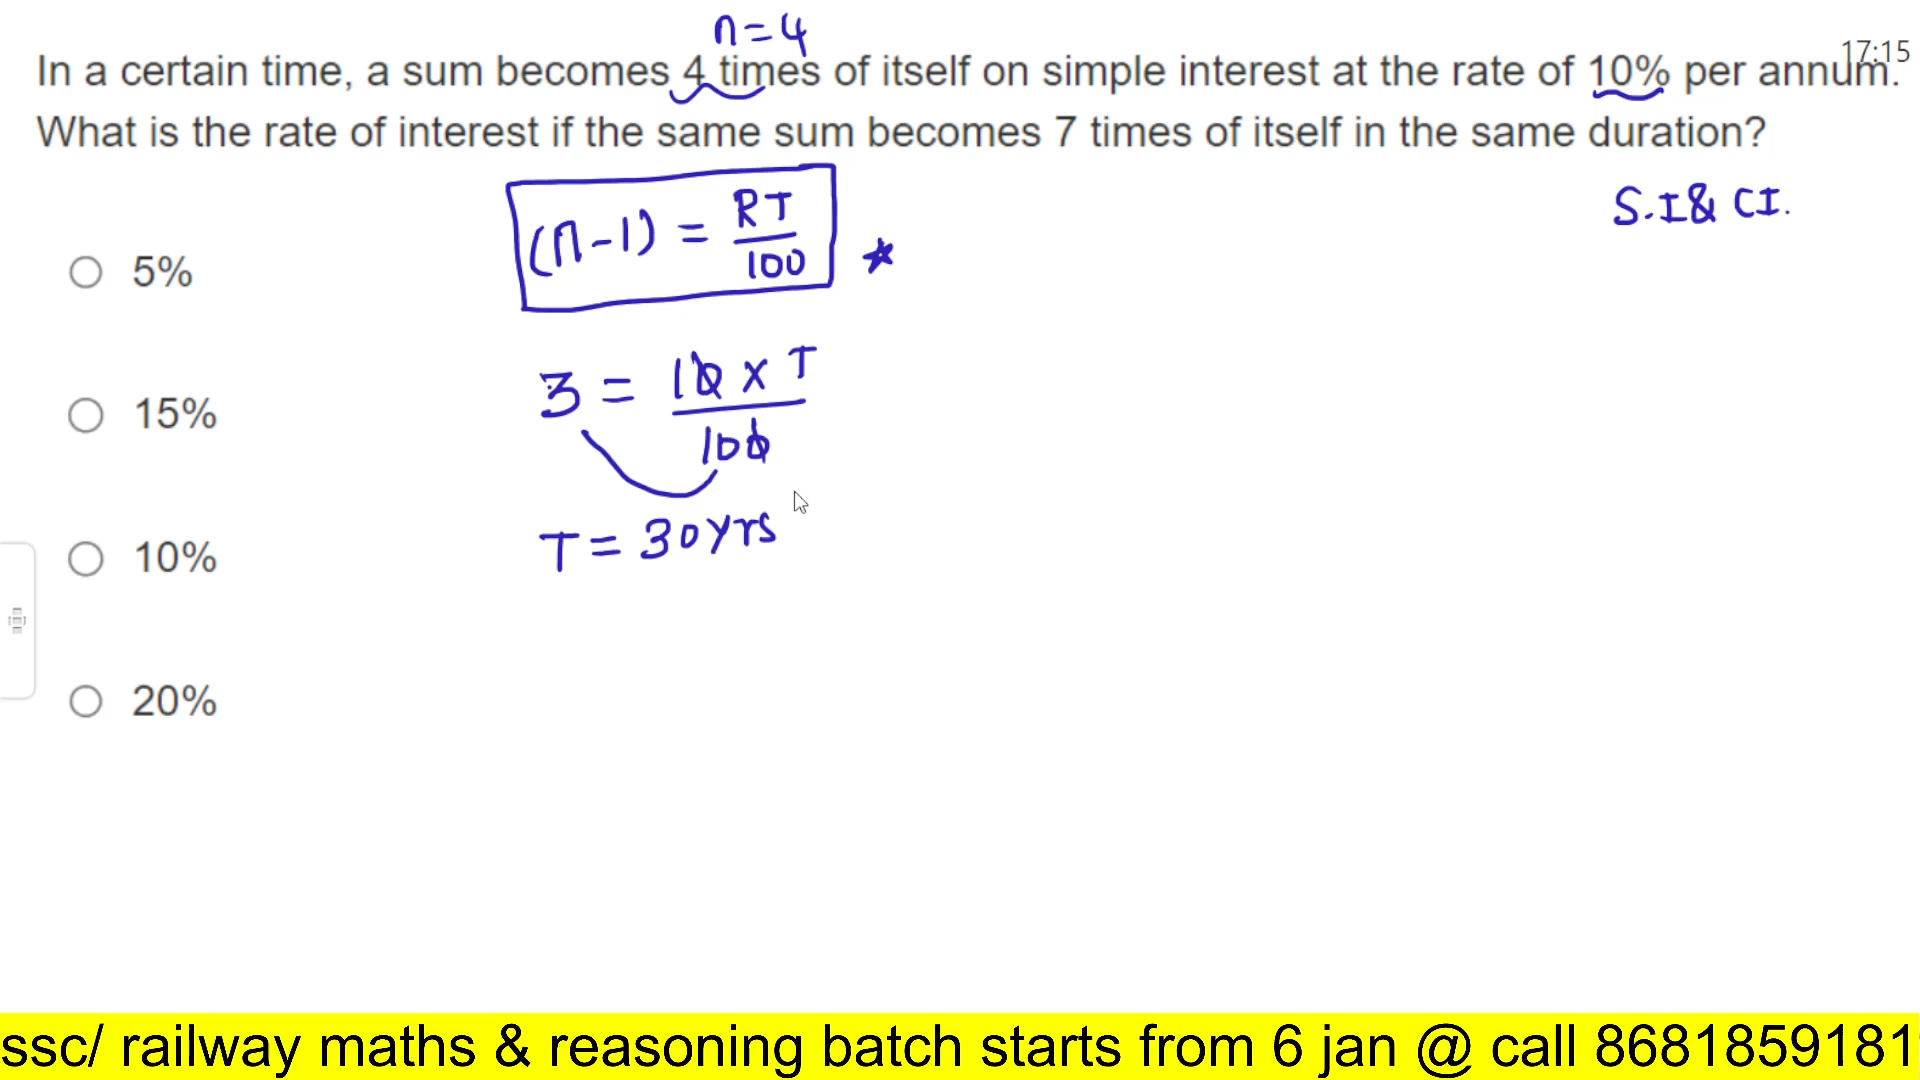 n=4
17:15
In a certain time, a sum becomes 4 times of itself on simple interest at the rate of 10% per annum.
What is the rate of interest if the same sum becomes 7 times of itself in the same duration?
S.I & CI.
(n-1) = RT/100 ★
5%
3 = 10 x T/100
15%
T = 30yrs
10%
20%
ssc/ railway maths & reasoning batch starts from 6 jan @ call 8681859181